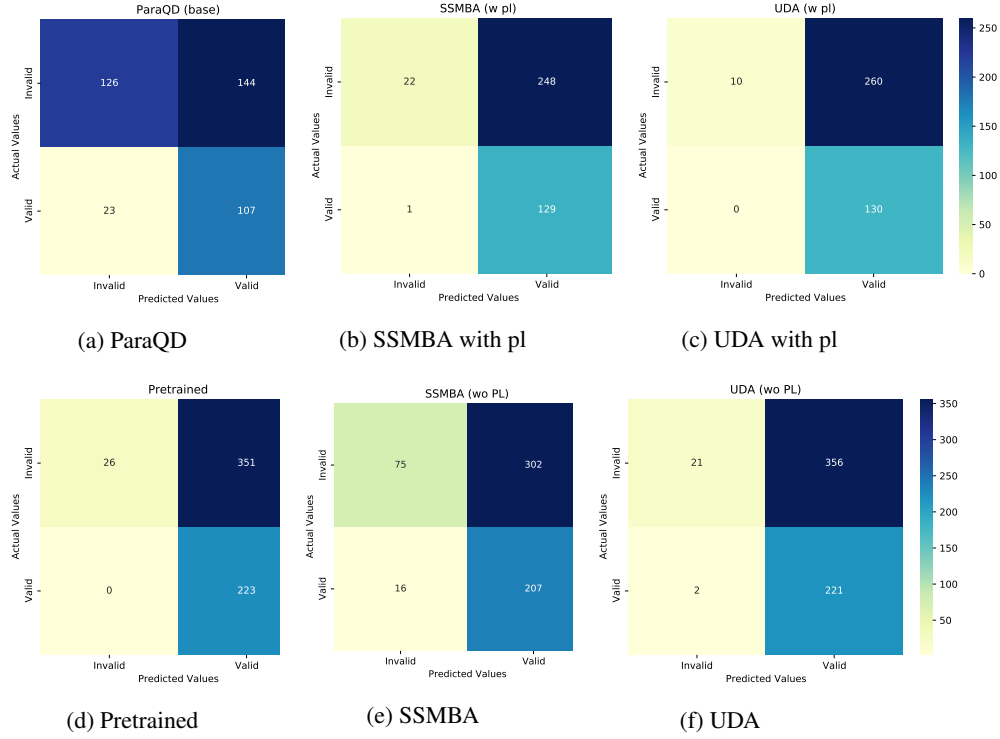 ParaQD (base)
Invalid
126
144
Actual Values
Valid
23
107
Invalid
Valid
Predicted Values
(a) ParaQD
SSMBA (w pl)
Invalid
22
248
Actual Values
Valid
1
129
Invalid
Valid
Predicted Values
(b) SSMBA with pl
UDA (w pl)
Invalid
10
260
Actual Values
Valid
0
130
Invalid
Valid
Predicted Values
250
200
150
100
50
0
(c) UDA with pl
Pretrained
Invalid
26
351
Actual Values
Valid
0
223
Invalid
Valid
Predicted Values
(d) Pretrained
SSMBA (wo PL)
Invalid
75
302
Actual Values
Valid
16
207
Invalid
Valid
Predicted Values
(e) SSMBA
UDA (wo PL)
Invalid
21
356
Actual Values
Valid
2
221
Invalid
Valid
Predicted Values
350
300
250
200
150
100
50
(f) UDA